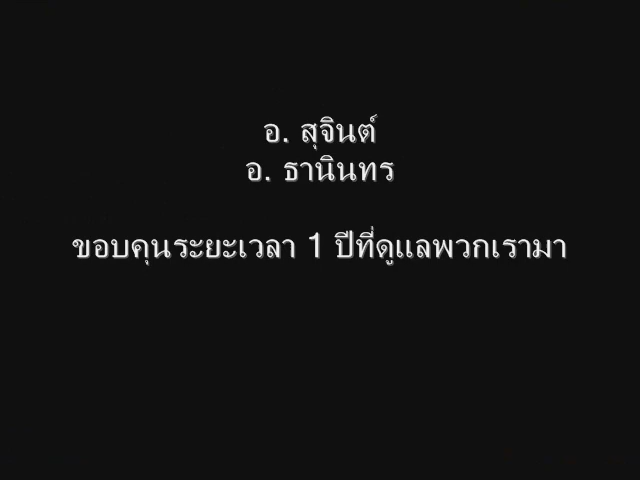 อ. สุจินต์
อ. ธานินทร
ขอบคุนระยะเวลา 1 ปีที่ดูแลพวกเรามา